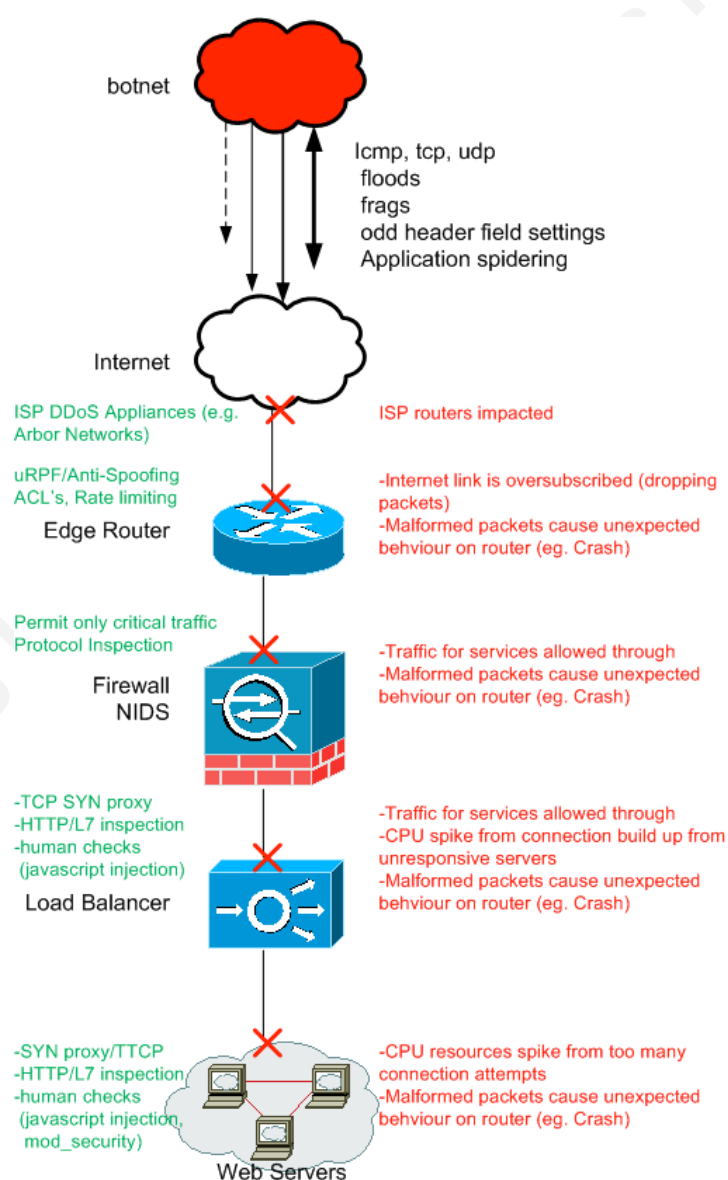 botnet
Icmp, tcp, udp
floods
frags
odd header field settings
Application spidering
Internet
ISP DDoS Appliances (e.g.
Arbor Networks)
ISP routers impacted
uRPF/Anti-Spoofing
ACL's, Rate limiting
Edge Router
-Internet link is oversubscribed (dropping
packets)
-Malformed packets cause unexpected
behviour on router (eg. Crash)
Permit only critical traffic
Protocol Inspection
Firewall
NIDS
-Traffic for services allowed through
-Malformed packets cause unexpected
behviour on router (eg. Crash)
-TCP SYN proxy
-HTTP/L7 inspection
-human checks
(javascript injection)
Load Balancer
-Traffic for services allowed through
-CPU spike from connection build up from
unresponsive servers
-Malformed packets cause unexpected
behviour on router (eg. Crash)
-SYN proxy/TTCP
-HTTP/L7 inspection
-human checks
(javascript injection,
mod_security)
Web Servers
-CPU resources spike from too many
connection attempts
-Malformed packets cause unexpected
behviour on router (eg. Crash)